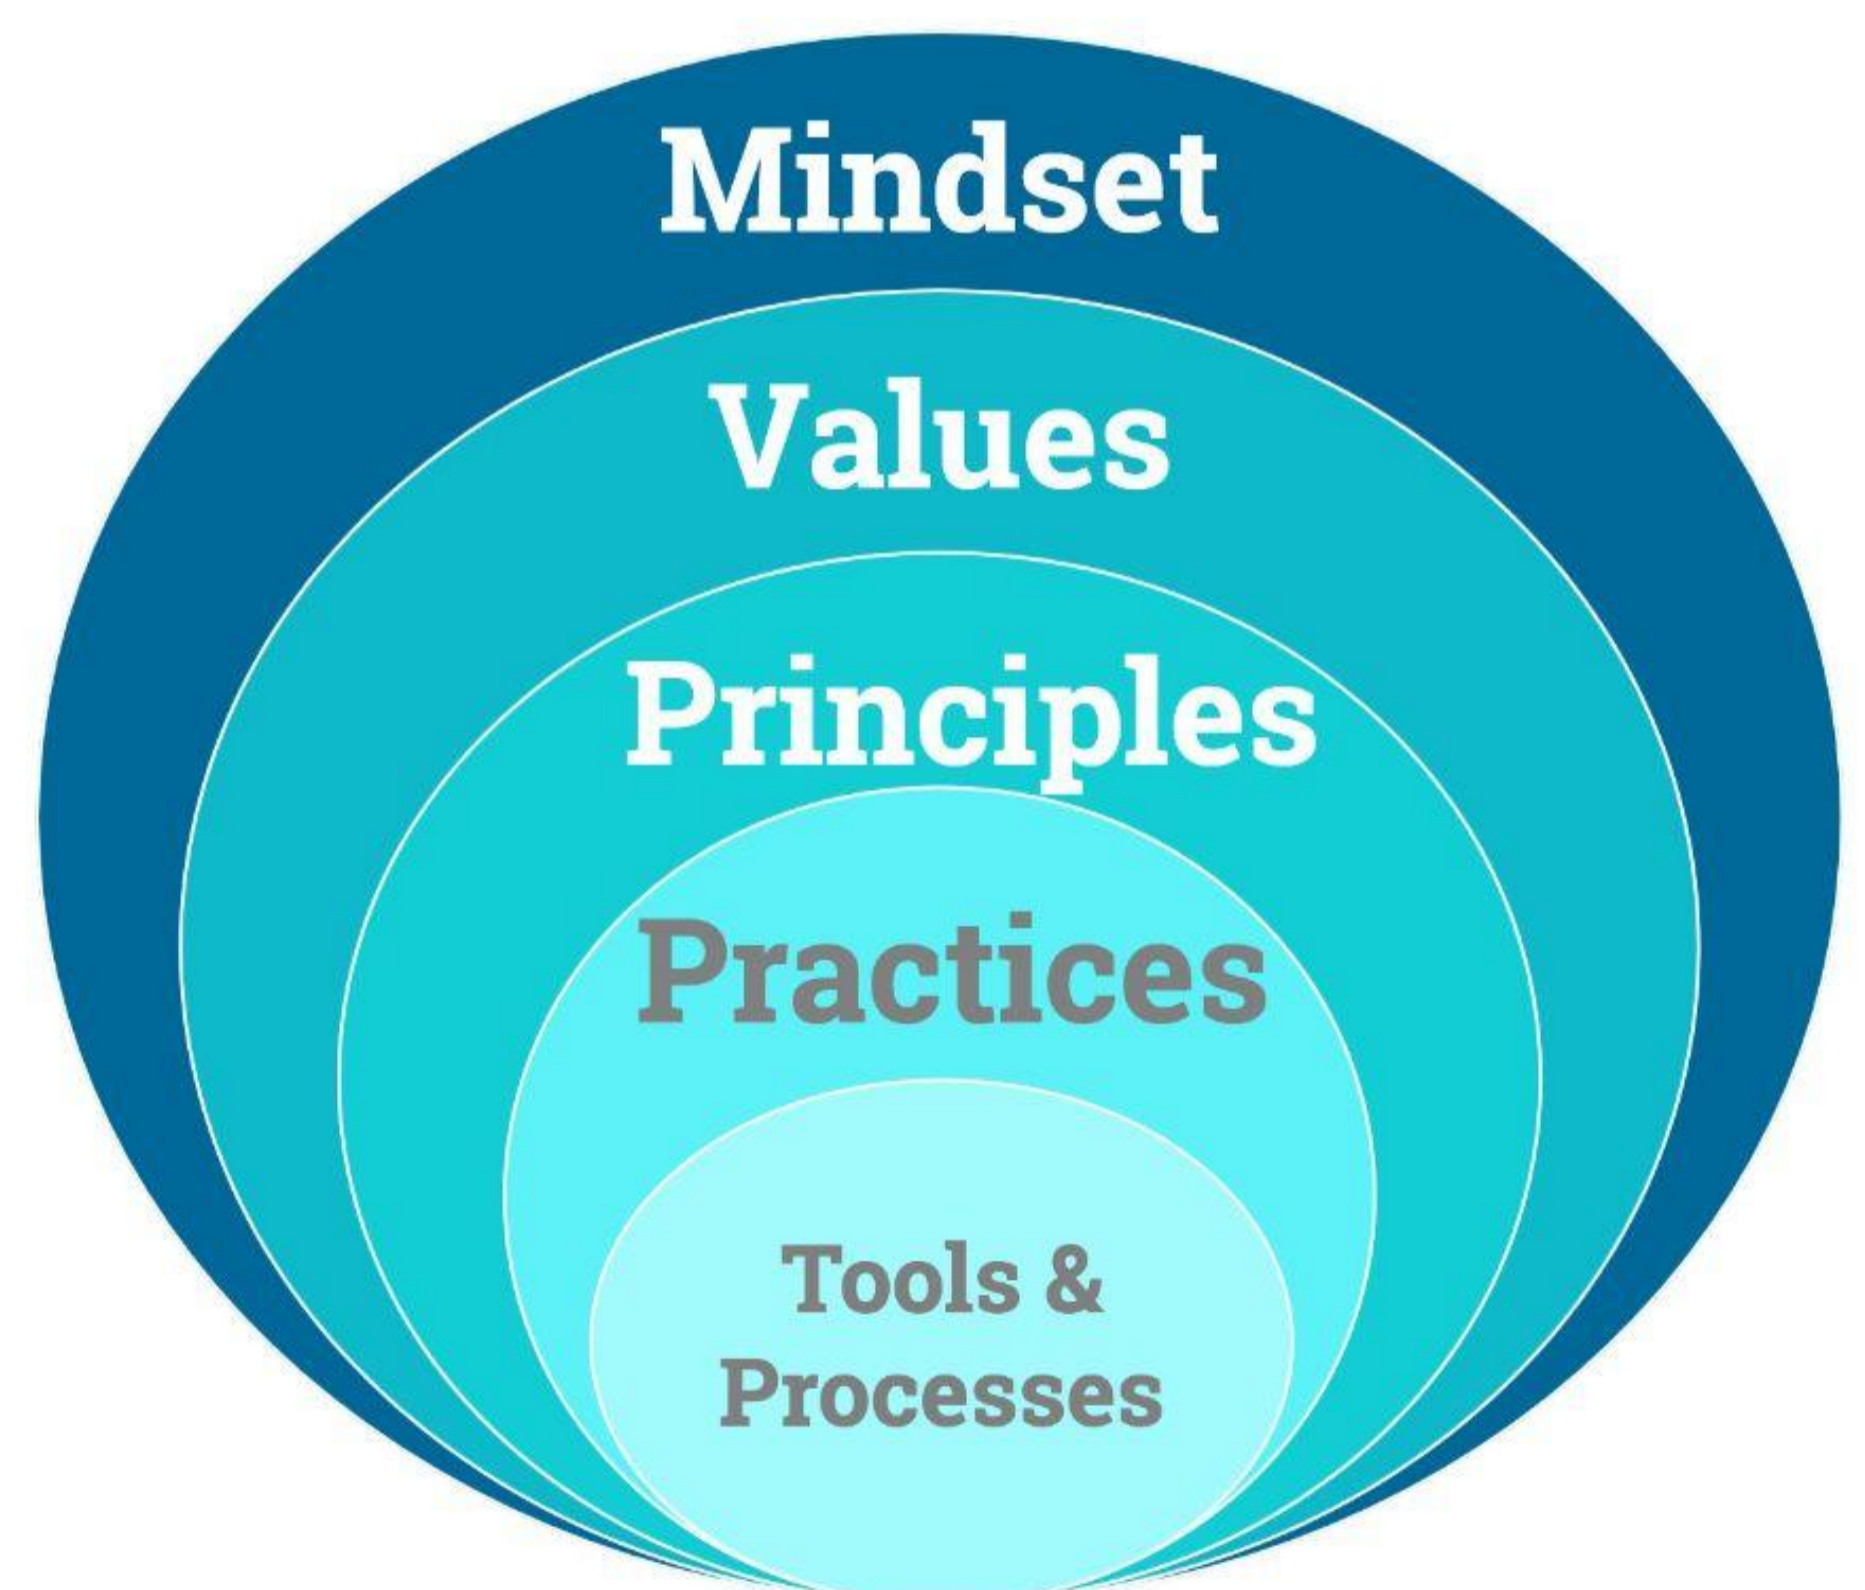 Mindset
Values
Principles
Practices
Tools &
Processes